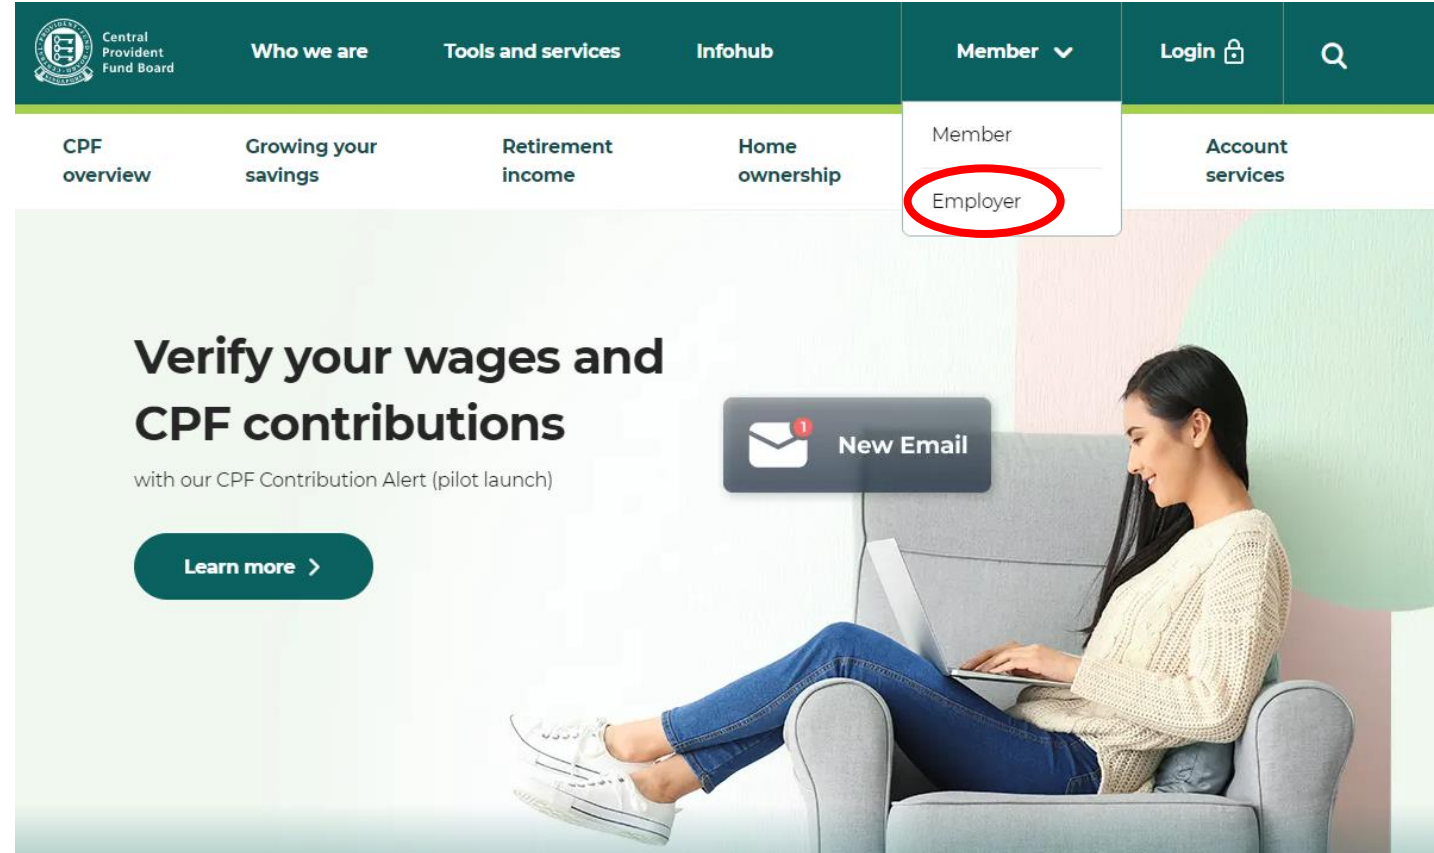 Central
Provident
Fund Board
Who we are
Tools and services
Infohub
Member
Login
CPF
overview
Growing your
savings
Retirement
income
Home
ownership
Member
Employer
Account
services
Verify your wages and
CPF contributions
with our CPF Contribution Alert (pilot launch)
1
New Email
Learn more